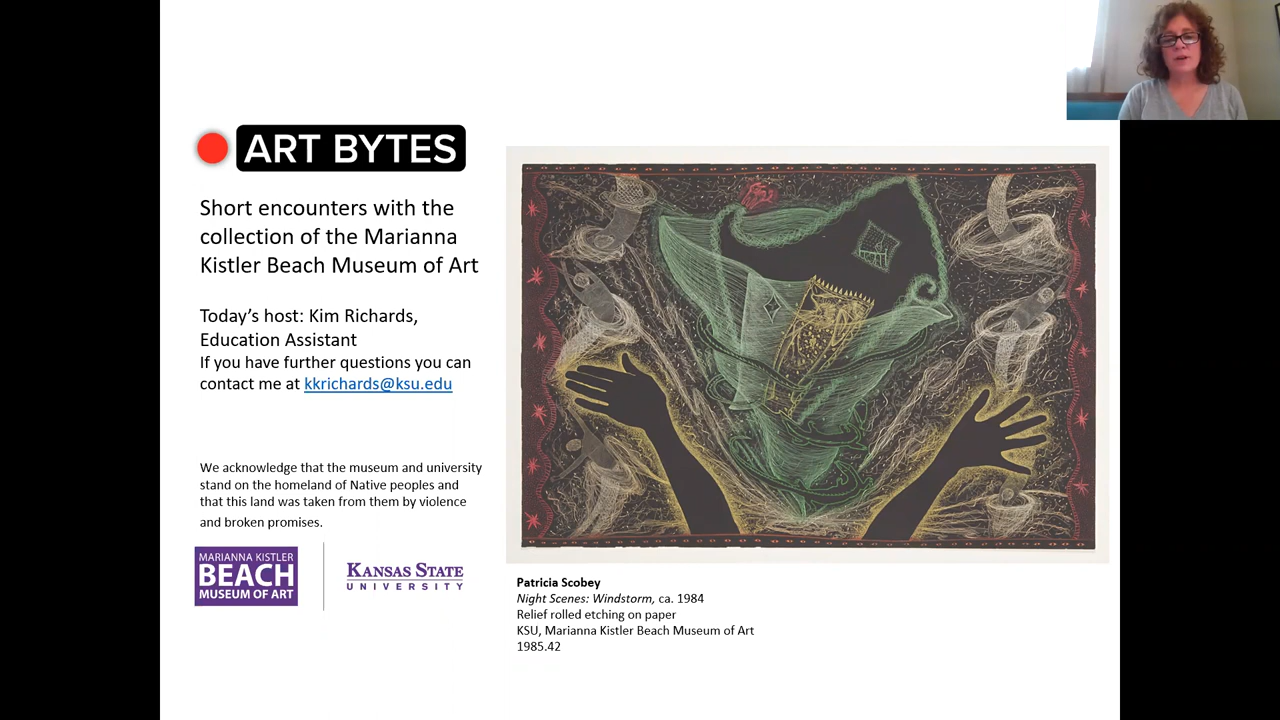 ART BYTES
Short encounters with the
collection of the Marianna
Kistler Beach Museum of Art
Today's host: Kim Richards,
Education Assistant
If you have further questions you can
contact me at kkrichards@ksu.edu
We acknowledge that the museum and university
stand on the homeland of Native peoples and
that this land was taken from them by violence
and broken promises.
MARIANNA KISTLER
BEACH
MUSEUM OF ART
KANSAS STATE
UNIVERSITY
Patricia Scobey
Night Scenes: Windstorm, ca. 1984
Relief rolled etching on paper
KSU, Marianna Kistler Beach Museum of Art
1985.42